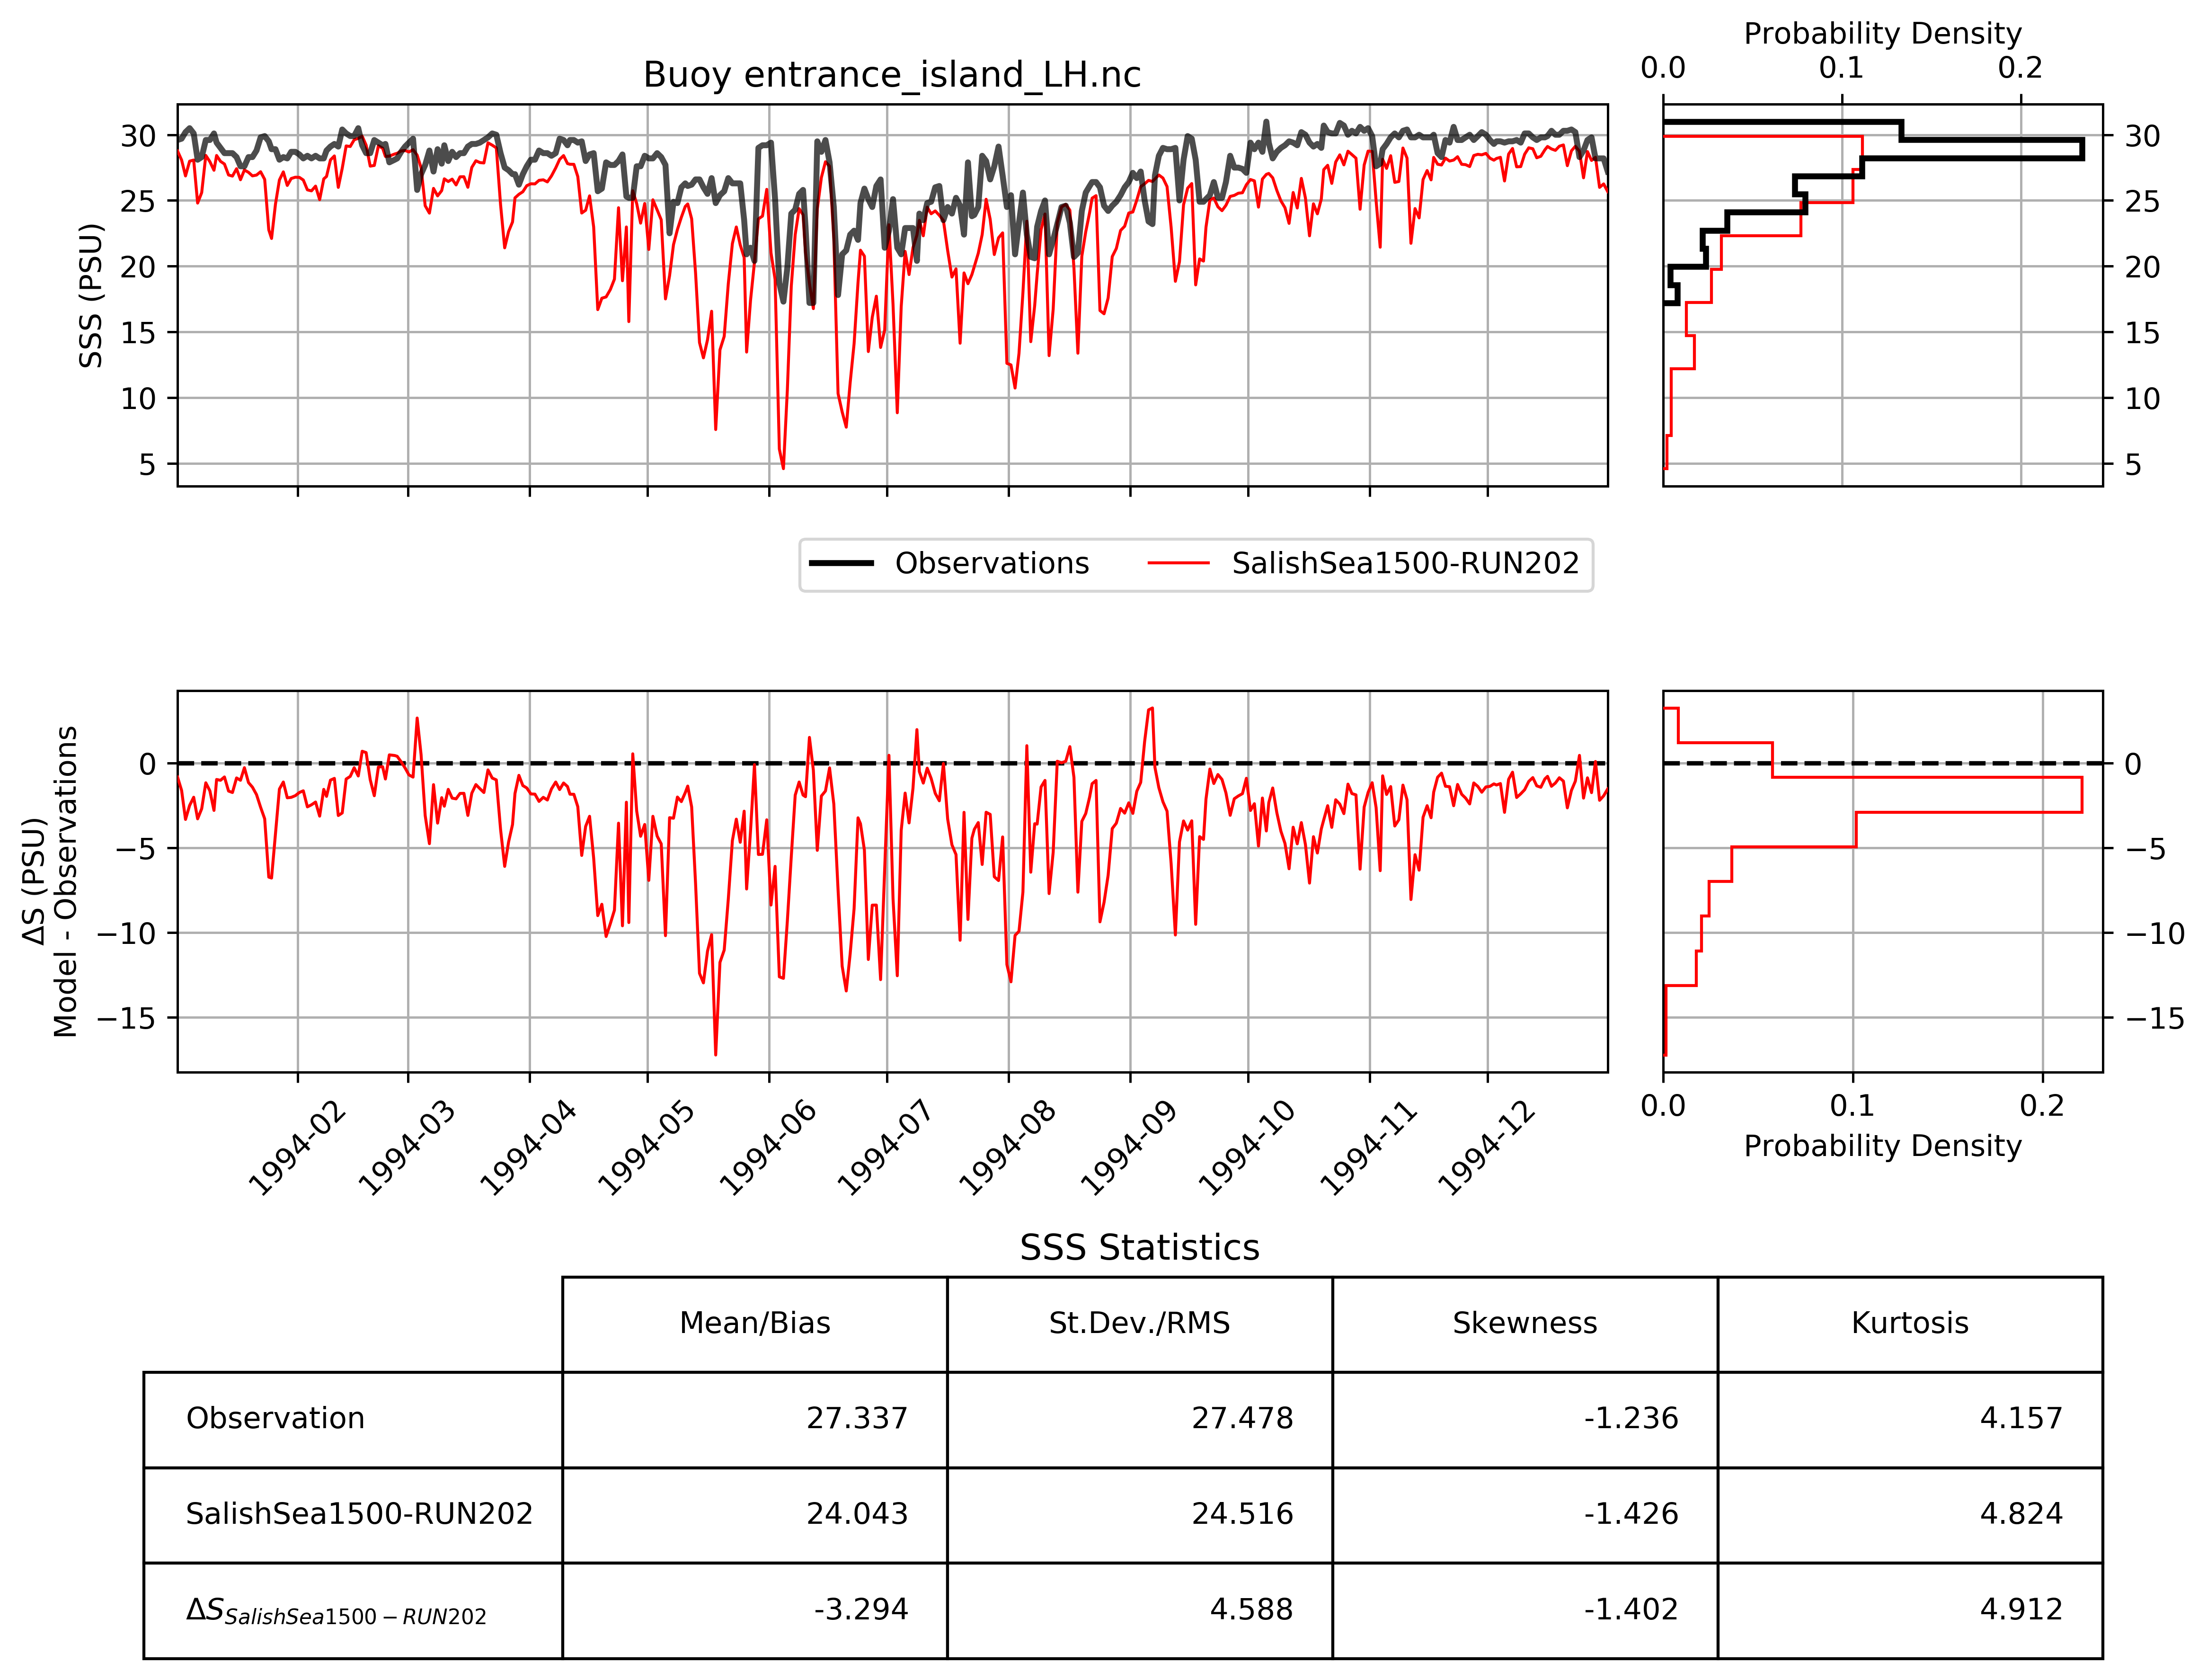 Probability Density
0.0 0.1 0.2
Buoy entrance_island_LH.nc
SSS (PSU)
30
25
20
15
10
5
30
25
20
15
10
5
Observations SalishSea1500-RUN202
ΔS (PSU)
Model - Observations
0
−5
−10
−15
0
−5
−10
−15
1994-02 1994-03 1994-04 1994-05 1994-06 1994-07 1994-08 1994-09 1994-10 1994-11 1994-12
0.0 0.1 0.2
Probability Density
SSS Statistics
Mean/Bias St.Dev./RMS Skewness Kurtosis
Observation 27.337 27.478 -1.236 4.157
SalishSea1500-RUN202 24.043 24.516 -1.426 4.824
ΔS SalishSea1500−RUN202 -3.294 4.588 -1.402 4.912